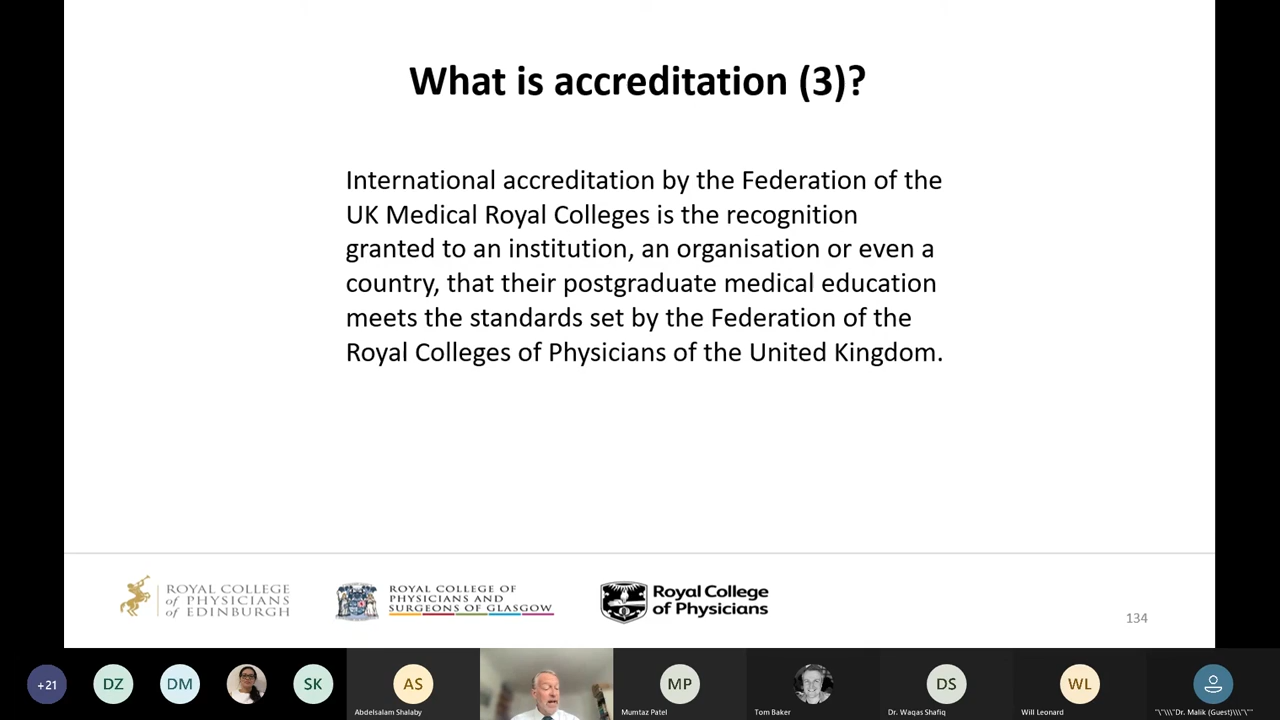 What is accreditation (3)?
International accreditation by the Federation of the
UK Medical Royal Colleges is the recognition
granted to an institution, an organisation or even a
country, that their postgraduate medical education
meets the standards set by the Federation of the
Royal Colleges of Physicians of the United Kingdom.
ROYAL COLLEGE
of PHYSICIANS
of EDINBURGH
ROYAL COLLEGE OF
PHYSICIANS AND
SURGEONS OF GLASGOW
Royal College
of Physicians
134
+21
DZ
DM
SK
AS
Abdelsalam Shalaby
MP
Mumtaz Patel
Tom Baker
DS
Dr. Waqas Shafiq
WL
Will Leonard
"\"\\\"Dr. Malik (Guest)\\\"\""